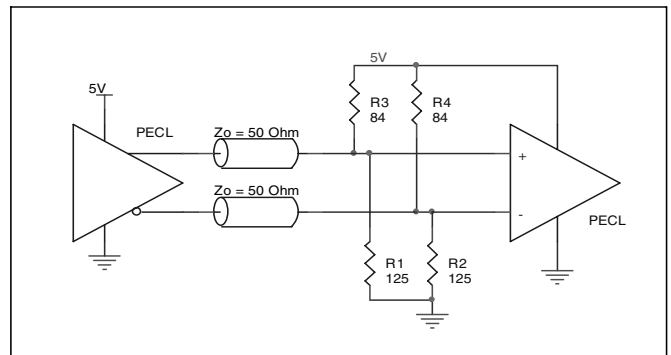 5V
5V
PECL
R3
84
R4
84
Zo = 50 Ohm
+
Zo = 50 Ohm
-
PECL
R1
125
R2
125